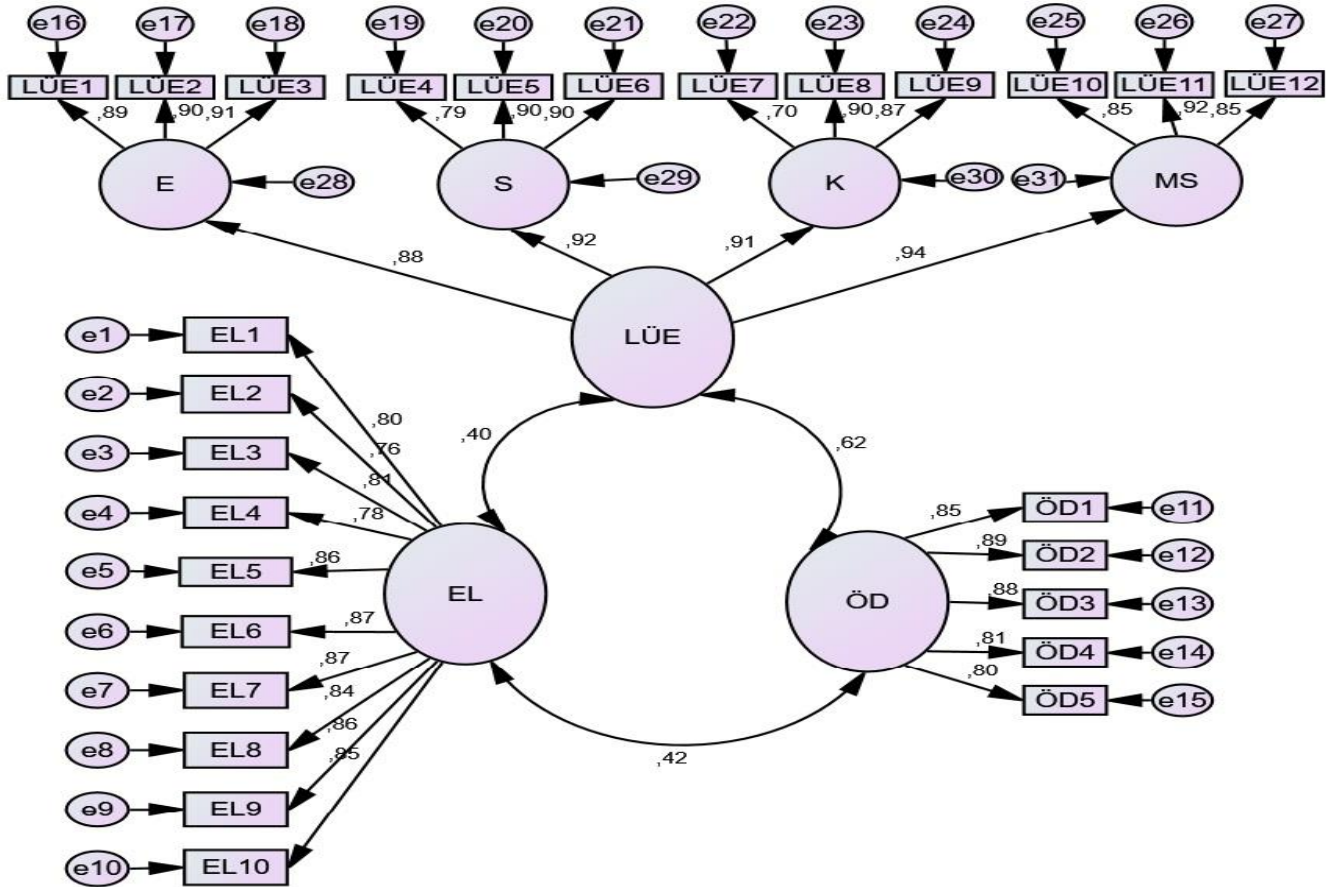 e16 e17 e18 e19 e20 e21 e22 e23 e24 e25 e26 e27
LÜE1 LÜE2 LÜE3 LÜE4 LÜE5 LÜE6 LÜE7 LÜE8 LÜE9 LÜE10 LÜE11 LÜE12
,89 ,90 ,91 ,79 ,90 ,90 ,70 ,90 ,87 ,85 ,92 ,85
E e28 S e29 K e30 e31 MS
,88 ,92 ,91 ,94
LÜE
e1 EL1
e2 EL2
e3 EL3
e4 EL4
e5 EL5
e6 EL6
e7 EL7
e8 EL8
e9 EL9
e10 EL10
,80
,76
,81
,78
,86
,87
,87
,84
,86
,85
EL
,40
,62
,42
ÖD
,85 ÖD1 e11
,89 ÖD2 e12
,88 ÖD3 e13
,81 ÖD4 e14
,80 ÖD5 e15